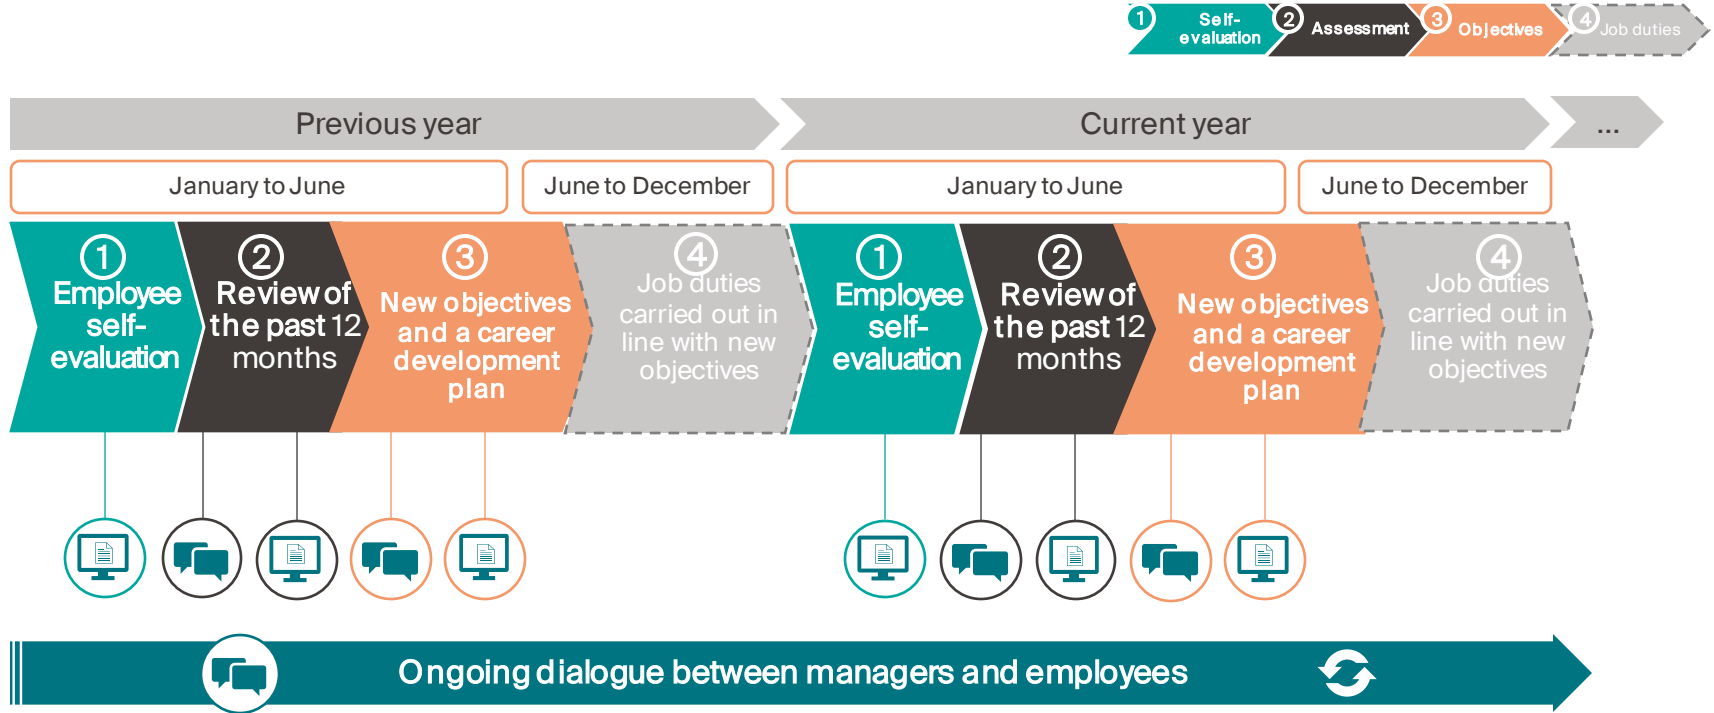 1
Self-
evaluation
2
Assessment
3
Objectives
4
Job duties
Previous year
Current year
...
January to June
June to December
January to June
June to December
1
Employee
self-
evaluation
2
Review of
the past 12
months
3
New objectives
and a career
development
plan
4
Job duties
carried out in
line with new
objectives
1
Employee
self-
evaluation
2
Review of
the past 12
months
3
New objectives
and a career
development
plan
4
Job duties
carried out in
line with new
objectives
Ongoing dialogue between managers and employees